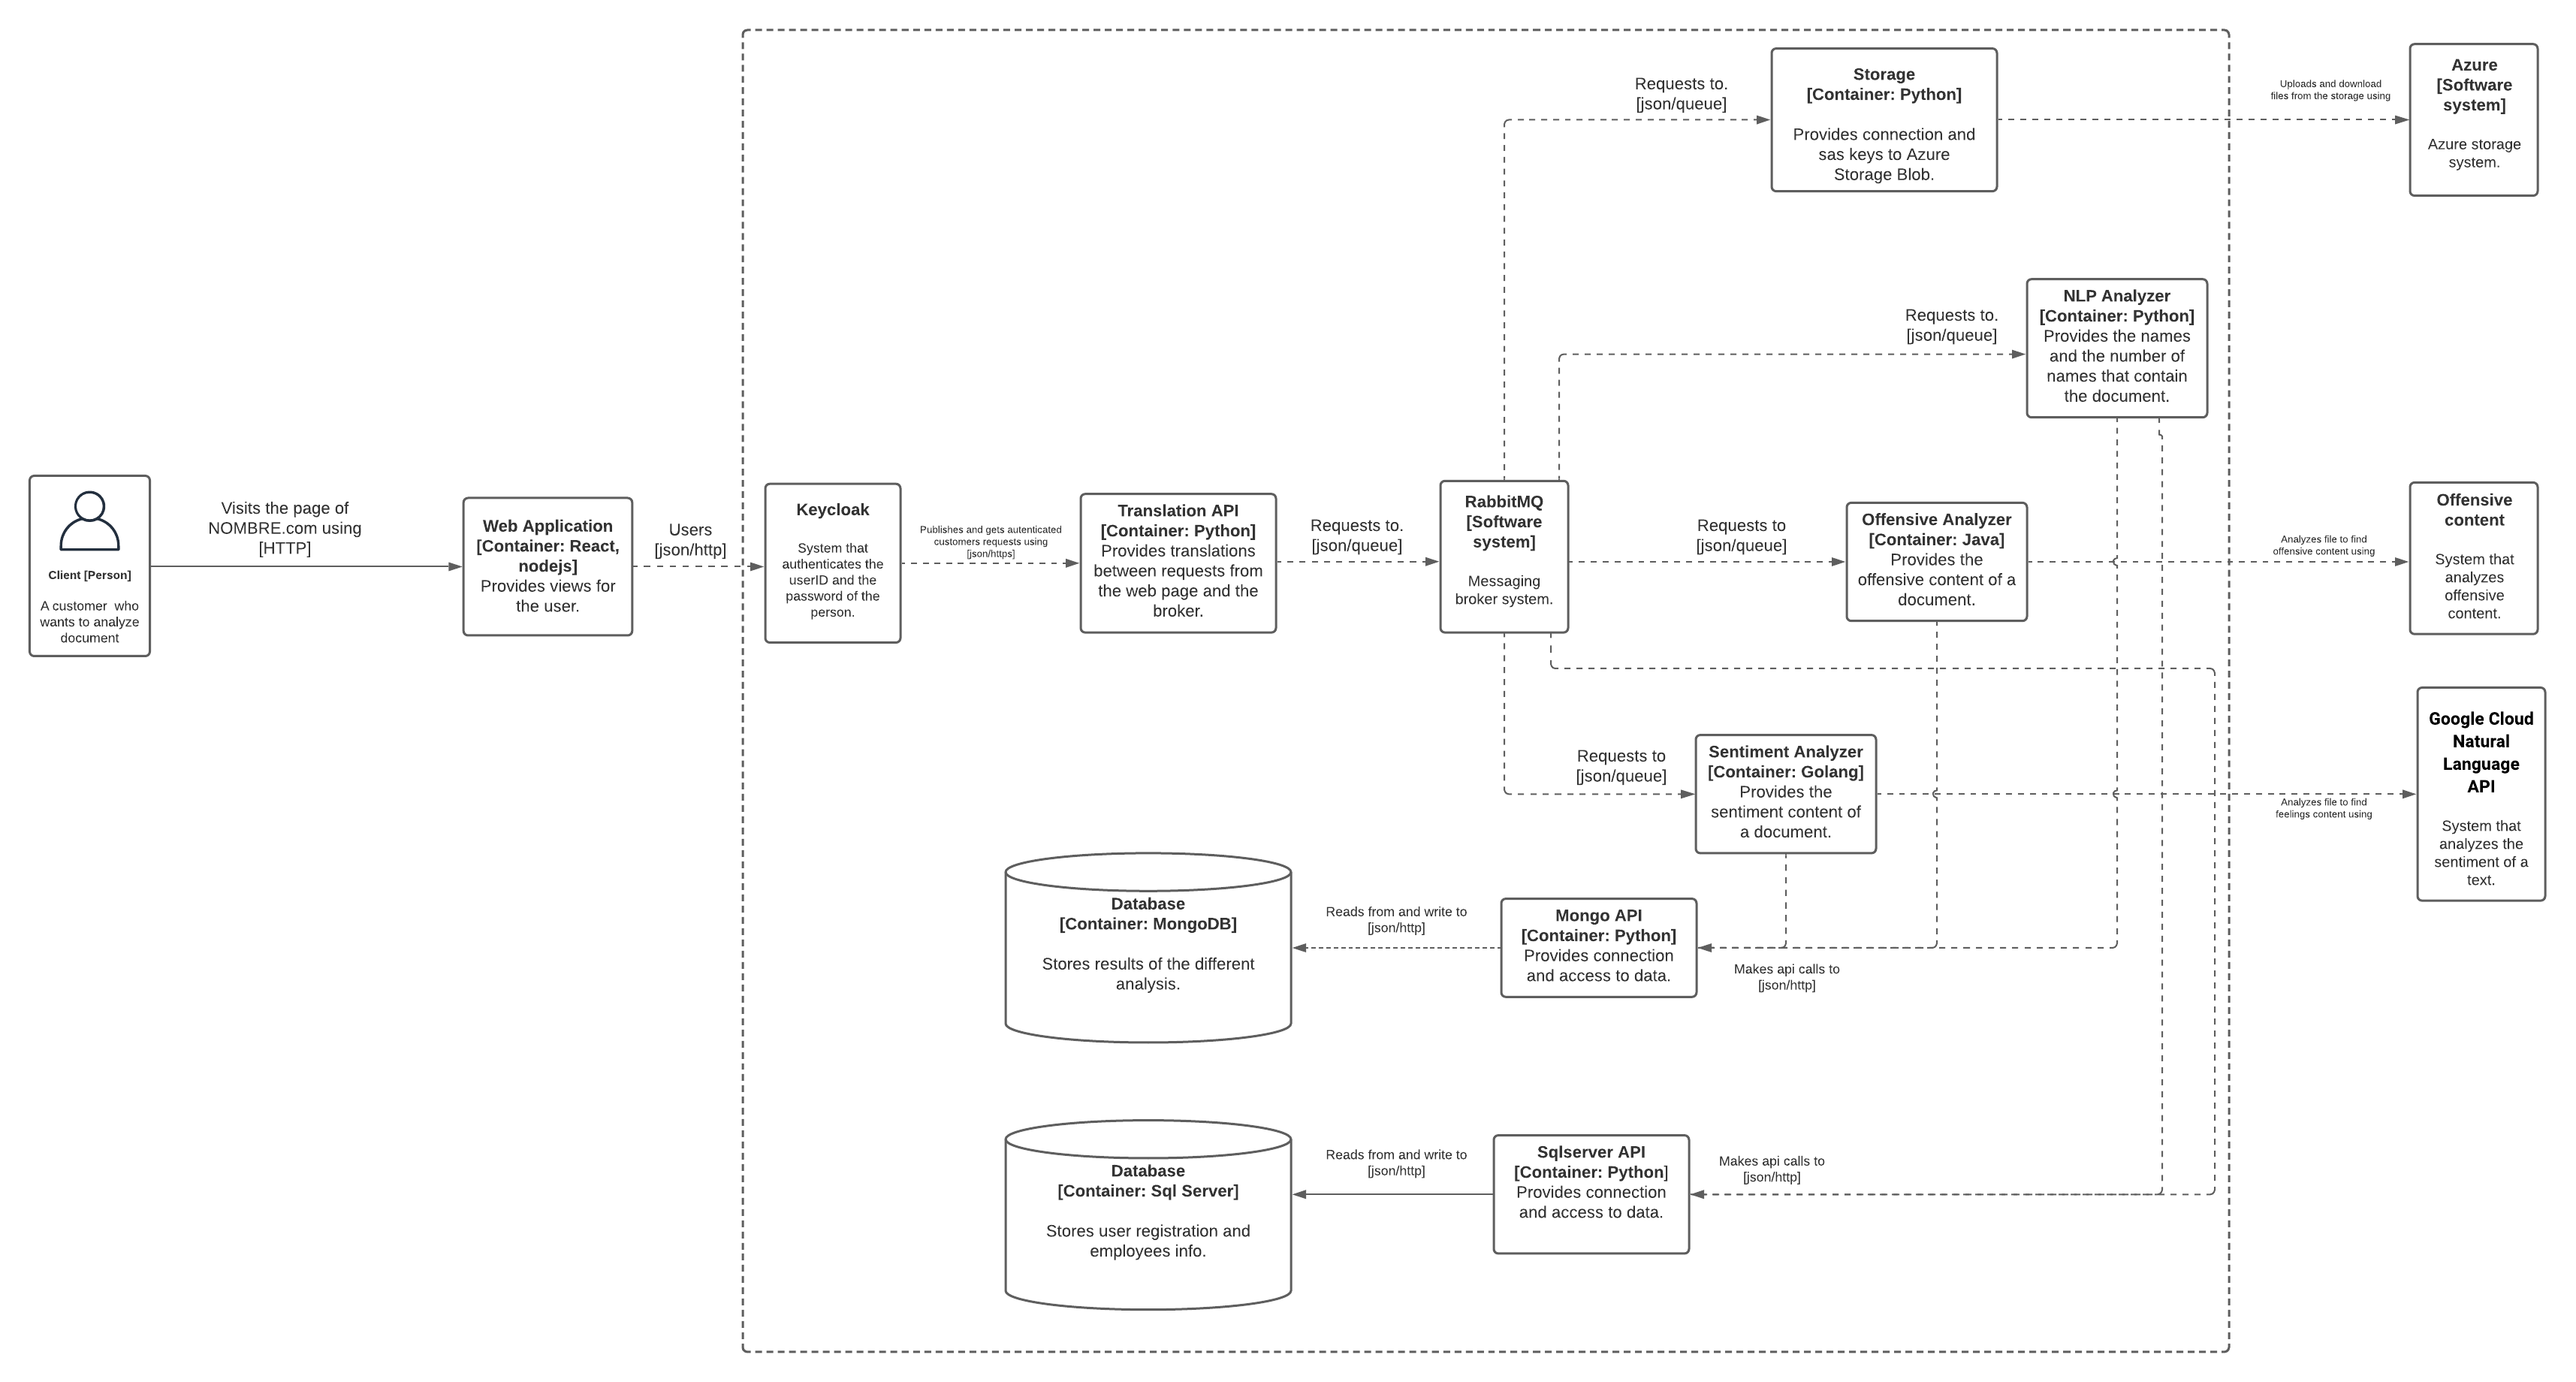 Client [Person]
A customer  who
wants to analyze
document
Visits the page of
NOMBRE.com using
[HTTP]
Web Application
[Container: React,
nodejs]
Provides views for
the user.
Users
[json/http]
Keycloak
System that
authenticates the
userID and the
password of the
person.
Publishes and gets autenticated
customers requests using
[json/https]
Translation API
[Container: Python]
Provides translations
between requests from
the web page and the
broker.
Requests to.
[json/queue]
RabbitMQ
[Software
system]
Messaging
broker system.
Requests to.
[json/queue]
Storage
[Container: Python]
Provides connection and
sas keys to Azure
Storage Blob.
Uploads and download
files from the storage using
Azure
[Software
system]
Azure storage
system.
Requests to.
[json/queue]
NLP Analyzer
[Container: Python]
Provides the names
and the number of
names that contain
the document.
Requests to
[json/queue]
Offensive Analyzer
[Container: Java]
Provides the
offensive content of a
document.
Analyzes file to find
offensive content using
Offensive
content
System that
analyzes
offensive
content.
Requests to
[json/queue]
Sentiment Analyzer
[Container: Golang]
Provides the
sentiment content of
a document.
Analyzes file to find
feelings content using
Google Cloud
Natural
Language
API
System that
analyzes the
sentiment of a
text.
Database
[Container: MongoDB]
Stores results of the different
analysis.
Reads from and write to
[json/http]
Mongo API
[Container: Python]
Provides connection
and access to data.
Makes api calls to
[json/http]
Database
[Container: Sql Server]
Stores user registration and
employees info.
Reads from and write to
[json/http]
Sqlserver API
[Container: Python]
Provides connection
and access to data.
Makes api calls to
[json/http]